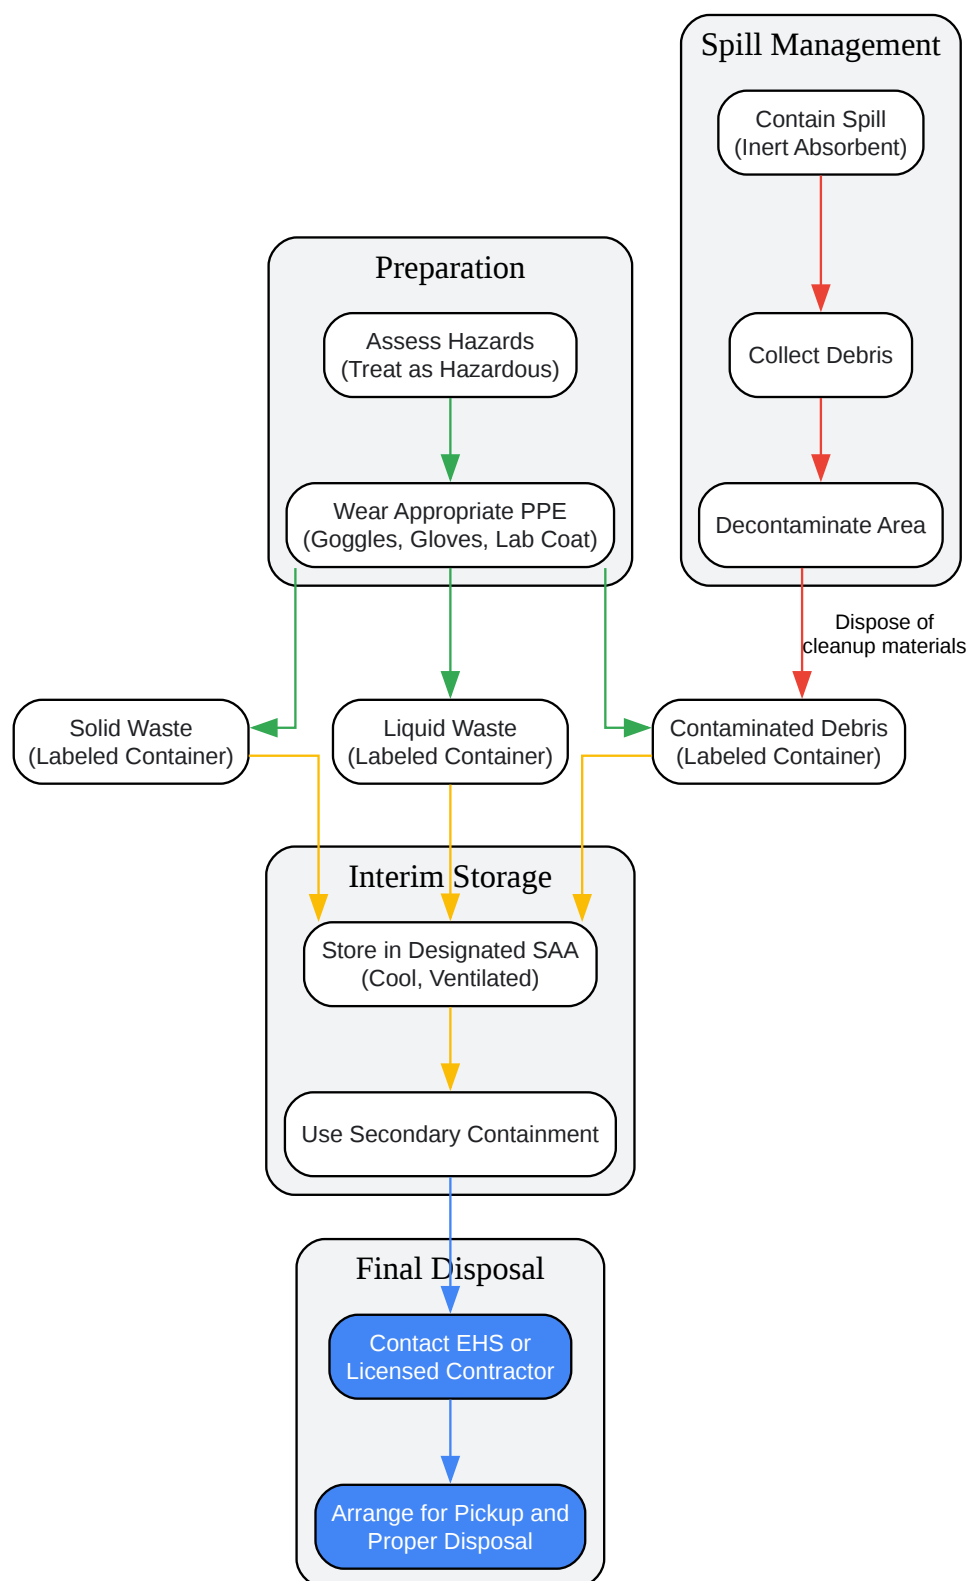 Spill Management
Contain Spill
(Inert Absorbent)
Preparation
Assess Hazards
(Treat as Hazardous)
Collect Debris
Wear Appropriate PPE
(Goggles, Gloves, Lab Coat)
Decontaminate Area
Dispose of
cleanup materials
Solid Waste
(Labeled Container)
Liquid Waste
(Labeled Container)
Contaminated Debris
(Labeled Container)
Interim Storage
Store in Designated SAA
(Cool, Ventilated)
Use Secondary Containment
Final Disposal
Contact EHS or
Licensed Contractor
Arrange for Pickup and
Proper Disposal